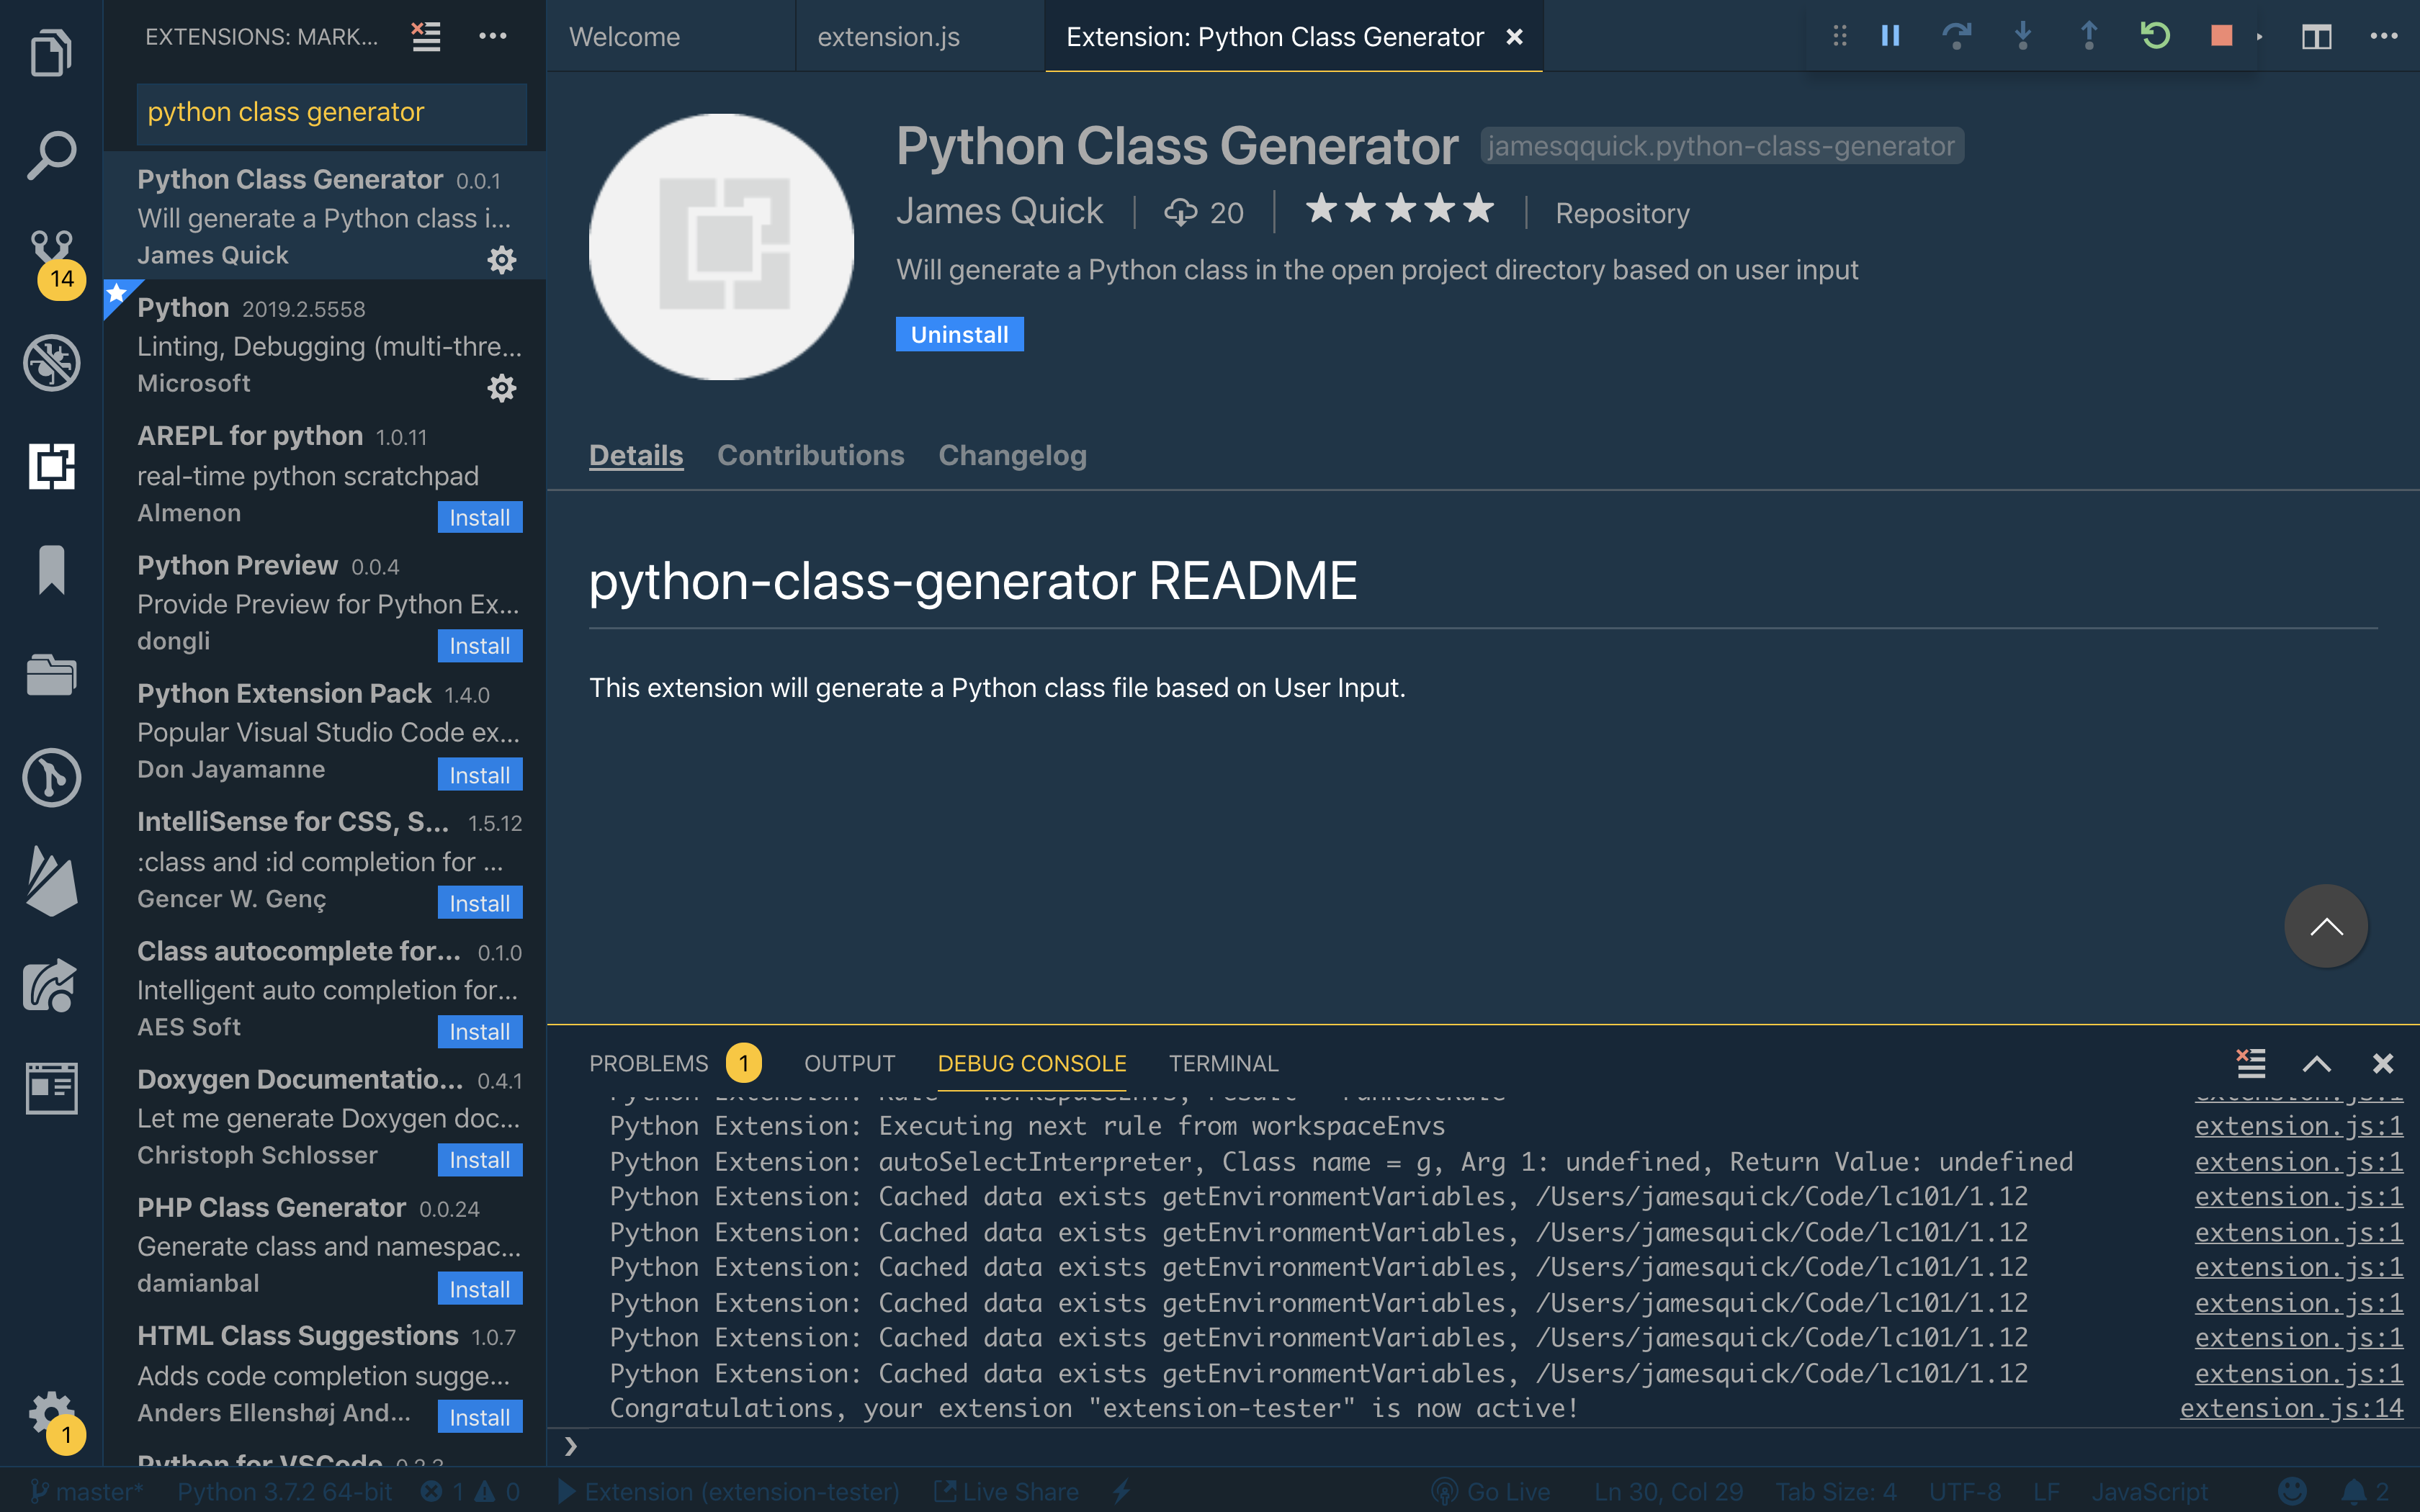 EXTENSIONS: MARK...
python class generator
Python Class Generator 0.0.1
Will generate a Python class i...
James Quick
14
Python 2019.2.5558
Linting, Debugging (multi-thre...
Microsoft
AREPL for python 1.0.11
real-time python scratchpad
Almenon Install
Python Preview 0.0.4
Provide Preview for Python Ex...
dongli Install
Python Extension Pack 1.4.0
Popular Visual Studio Code ex...
Don Jayamanne Install
IntelliSense for CSS, S... 1.5.12
:class and :id completion for ...
Gencer W. Genç Install
Class autocomplete for... 0.1.0
Intelligent auto completion for...
AES Soft Install
Doxygen Documentatio... 0.4.1
Let me generate Doxygen doc...
Christoph Schlosser Install
PHP Class Generator 0.0.24
Generate class and namespac...
damianbal Install
HTML Class Suggestions 1.0.7
Adds code completion sugge...
Anders Ellenshøj And... Install
1
Python for VSCode 0.2.3
Welcome extension.js Extension: Python Class Generator
Python Class Generator jamesqquick.python-class-generator
James Quick 20 Repository
Will generate a Python class in the open project directory based on user input
Uninstall
Details Contributions Changelog
python-class-generator README
This extension will generate a Python class file based on User Input.
PROBLEMS 1 OUTPUT DEBUG CONSOLE TERMINAL
Python Extension: Executing next rule from workspaceEnvs extension.js:1
Python Extension: autoSelectInterpreter, Class name = g, Arg 1: undefined, Return Value: undefined extension.js:1
Python Extension: Cached data exists getEnvironmentVariables, /Users/jamesquick/Code/lc101/1.12 extension.js:1
Python Extension: Cached data exists getEnvironmentVariables, /Users/jamesquick/Code/lc101/1.12 extension.js:1
Python Extension: Cached data exists getEnvironmentVariables, /Users/jamesquick/Code/lc101/1.12 extension.js:1
Python Extension: Cached data exists getEnvironmentVariables, /Users/jamesquick/Code/lc101/1.12 extension.js:1
Python Extension: Cached data exists getEnvironmentVariables, /Users/jamesquick/Code/lc101/1.12 extension.js:1
Python Extension: Cached data exists getEnvironmentVariables, /Users/jamesquick/Code/lc101/1.12 extension.js:1
Congratulations, your extension "extension-tester" is now active! extension.js:14
master* Python 3.7.2 64-bit 1 0 Extension (extension-tester) Live Share Go Live Ln 30, Col 29 Tab Size: 4 UTF-8 LF JavaScript 2